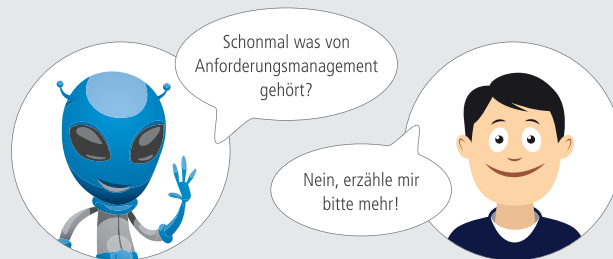 Schonmal was von
Anforderungsmanagement
gehört?
Nein, erzähle mir
bitte mehr!